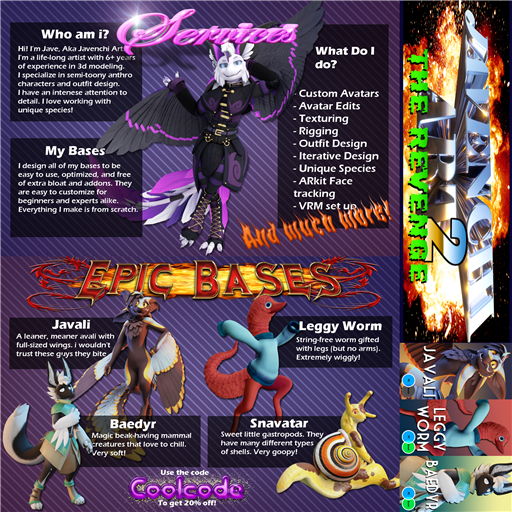 Services
Who am i?
Hi! I'm Jave, Aka Javenchi Art
I'm a life-long artist with 6+ years
of experience in 3d modeling.
I specialize in semi-toony anthro
characters and outfit design.
I have an intense attention to
detail. I love working with
unique species!
My Bases
I design all of my bases to be
easy to use, optimized, and free
of extra bloat and addons. They
are easy to customize for
beginners and experts alike.
Everything I make is from scratch.
What Do I
do?
- Custom Avatars
- Avatar Edits
- Texturing
- Rigging
- Outfit Design
- Iterative Design
- Unique Species
- ARkit Face
tracking
- VRM set up
And much more!
Epic Bases
Javali
A leaner, meaner avali with
full-sized wings. i wouldn't
trust these guys they bite
Leggy Worm
String-free worm gifted
with legs (but no arms).
Extremely wiggly!
Baedyr
Magic beak-having mammal
creatures that love to chill.
Very soft!
Snavatar
Sweet little gastropods. They
have many different types
of shells. Very goopy!
Use the code
Coolcode
To get 20% off!
JAVENCHI
ART
2
THE REVENGE
JAVALI
LEGGY
WORM
BAEDYR